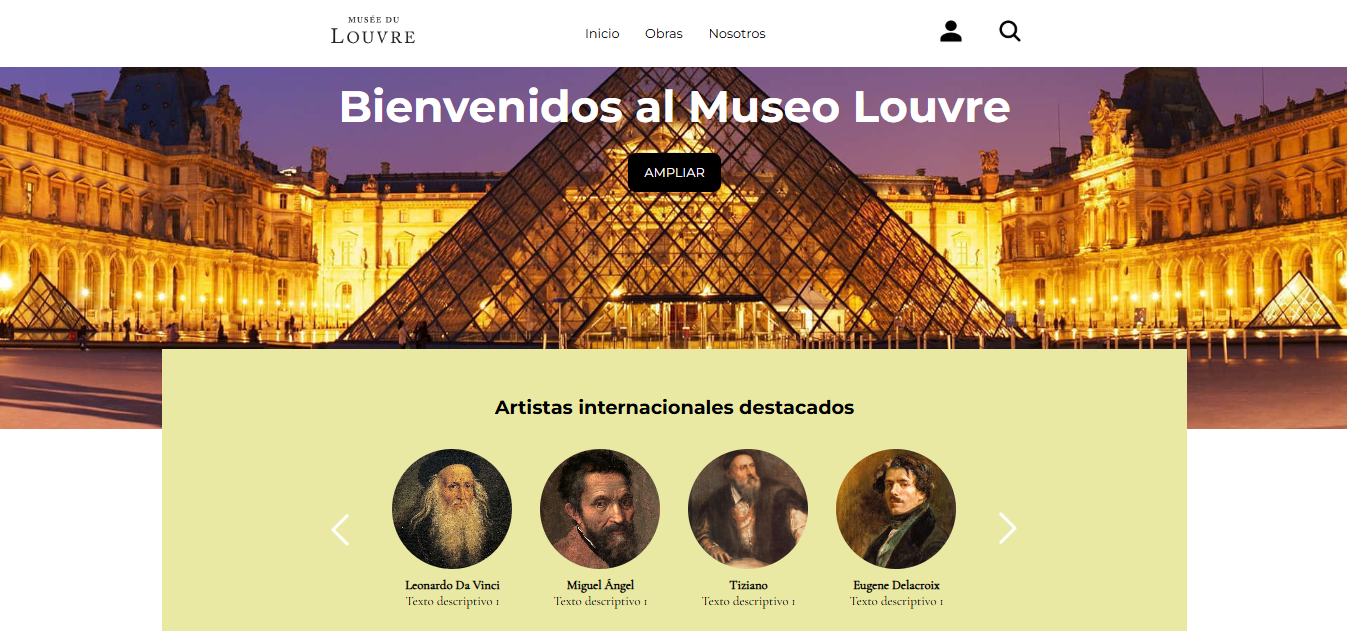 MUSÉE DU
LOUVRE
Inicio Obras Nosotros
Bienvenidos al Museo Louvre
AMPLIAR
Artistas internacionales destacados
Leonardo Da Vinci Miguel Ángel Tiziano Eugene Delacroix
Texto descriptivo 1 Texto descriptivo 1 Texto descriptivo 1 Texto descriptivo 1